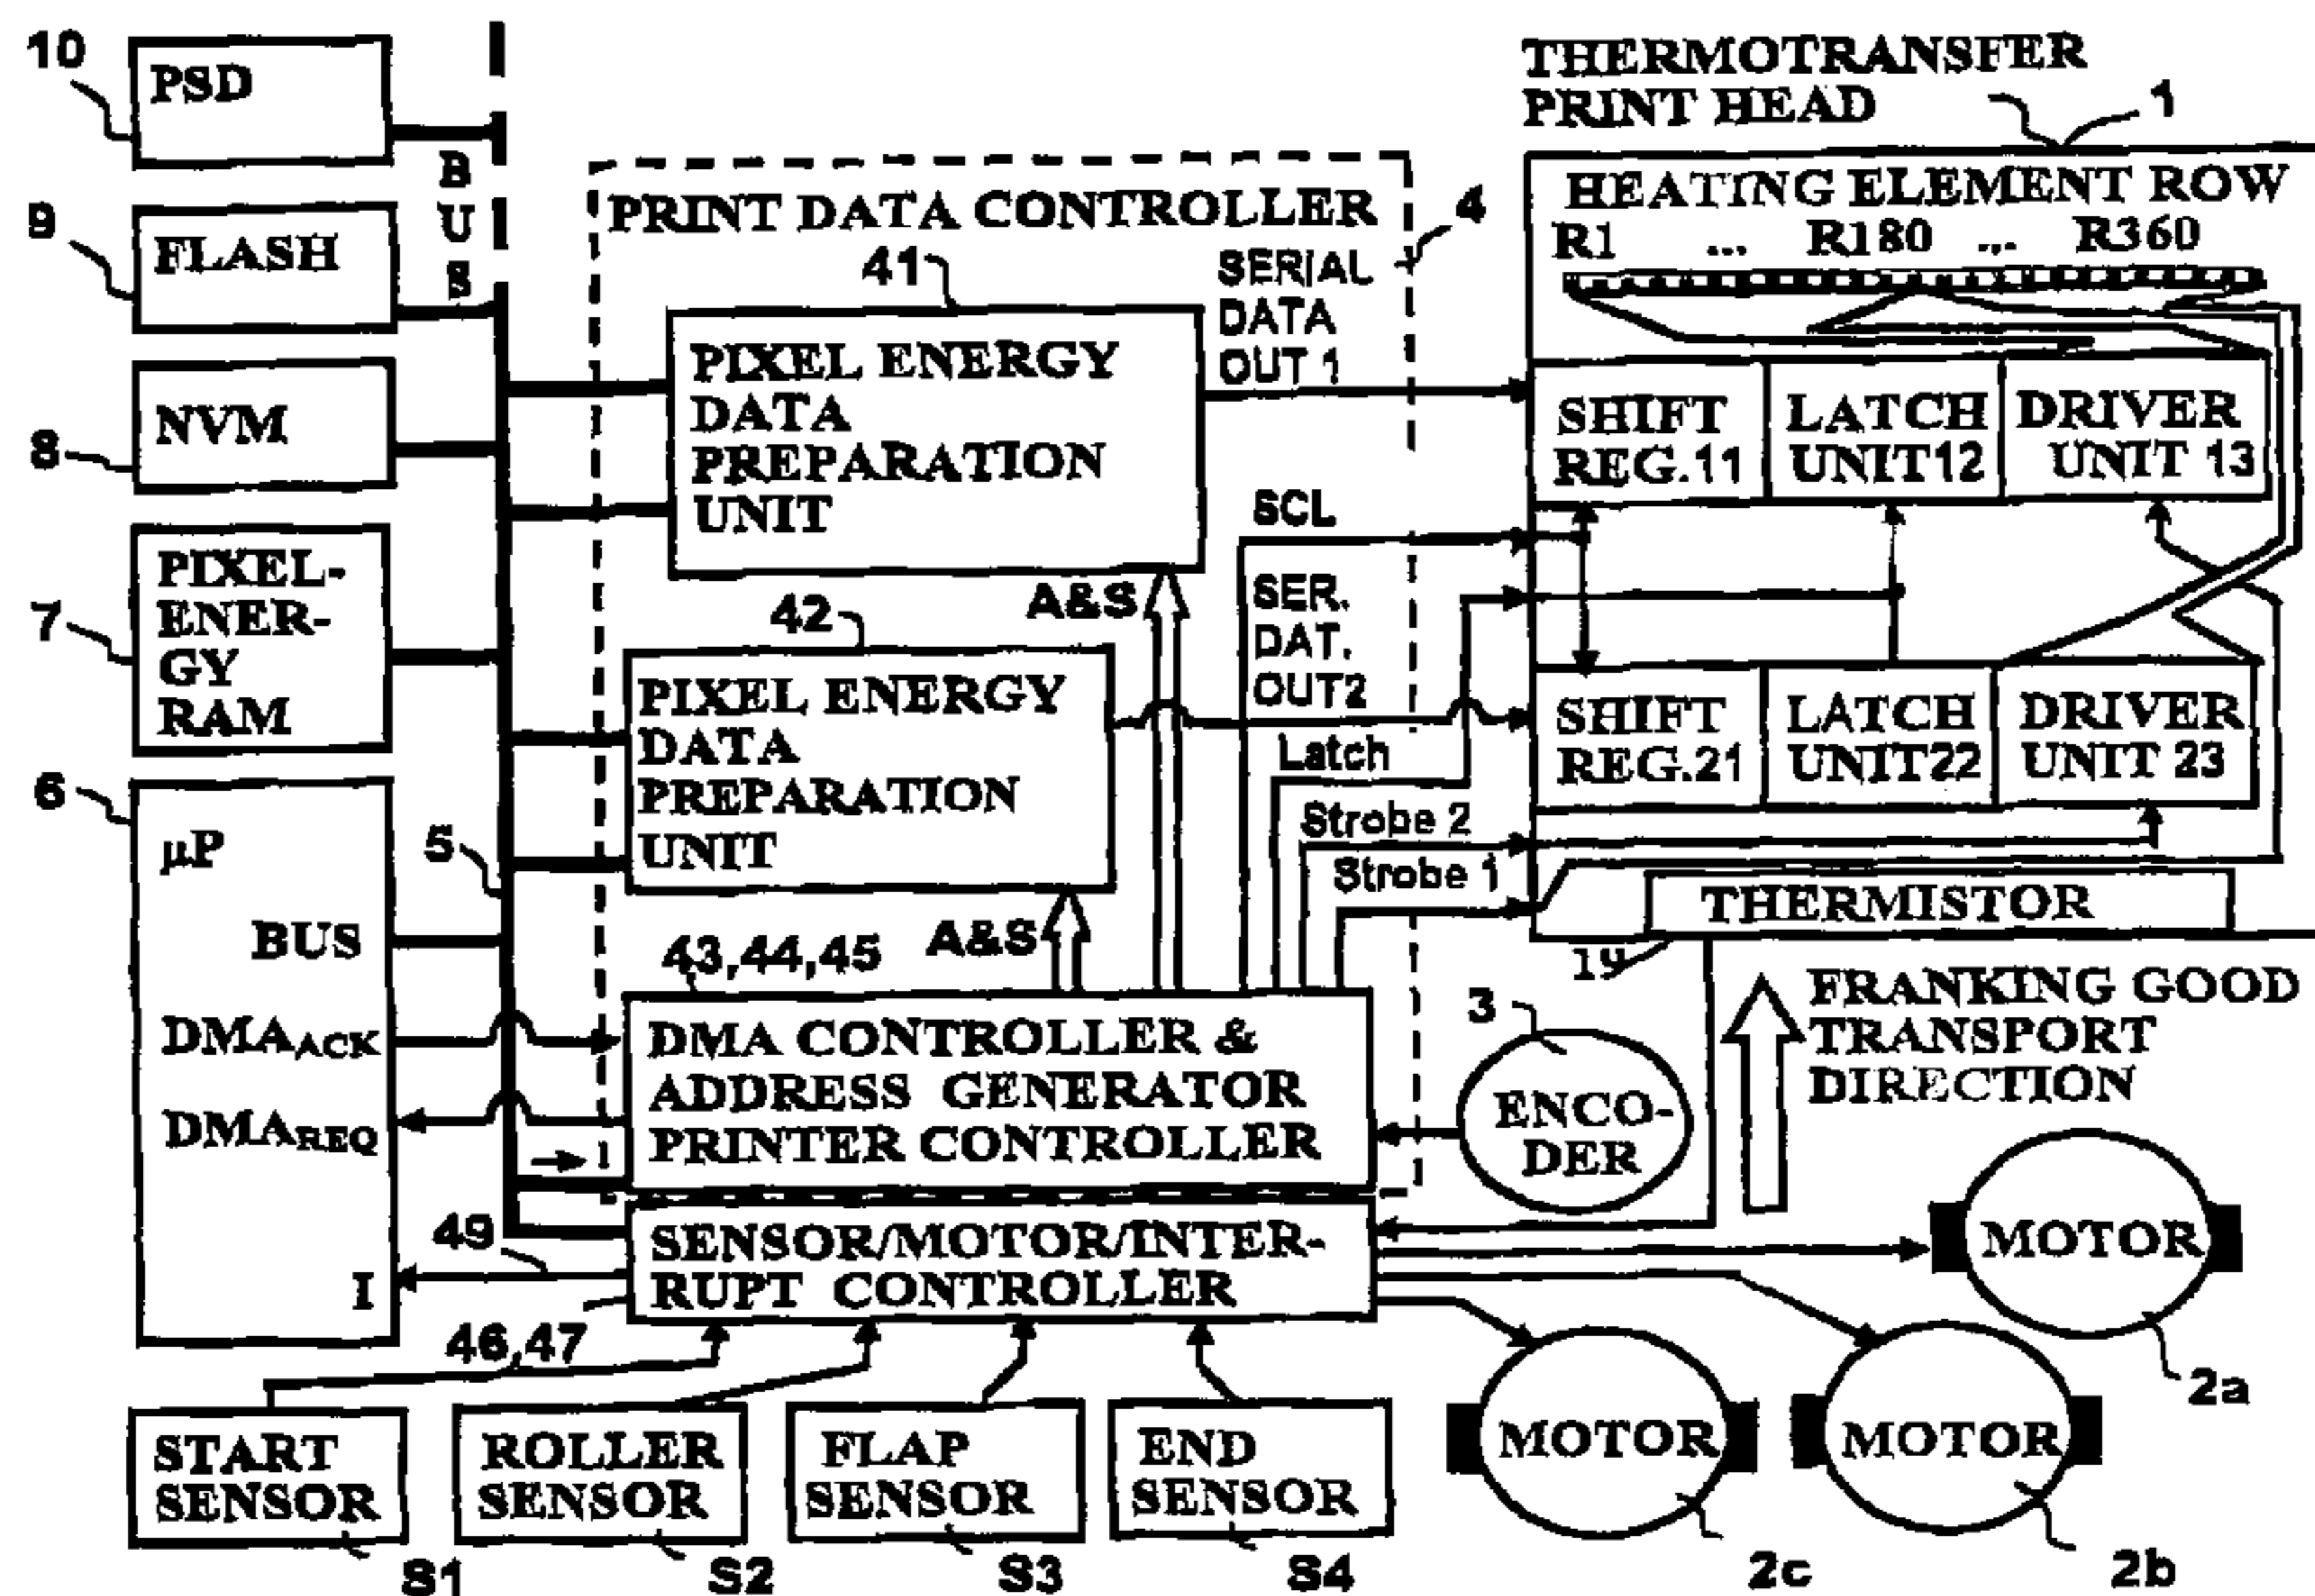 10
PSD
9
FLASH
8
NVM
7
PIXEL-
ENER-
GY
RAM
6
µP
BUS
DMAACK
DMAREQ
I
B
U
S
5
PRINT DATA CONTROLLER
4
41
PIXEL ENERGY
DATA
PREPARATION
UNIT
SERIAL
DATA
OUT 1
42
PIXEL ENERGY
DATA
PREPARATION
UNIT
A&S
A&S
SCL
SER.
DAT.
OUT2
Latch
Strobe 2
Strobe 1
43,44,45
DMA CONTROLLER &
ADDRESS GENERATOR
PRINTER CONTROLLER
49
SENSOR/MOTOR/INTER-
RUPT CONTROLLER
46,47
THERMOTRANSFER
PRINT HEAD
1
HEATING ELEMENT ROW
R1 ... R180 ... R360
SHIFT
REG.11
LATCH
UNIT12
DRIVER
UNIT 13
SHIFT
REG.21
LATCH
UNIT22
DRIVER
UNIT 23
THERMISTOR
19
3
ENCO-
DER
FRANKING GOOD
TRANSPORT
DIRECTION
MOTOR
2a
MOTOR
2c
MOTOR
2b
START
SENSOR
S1
ROLLER
SENSOR
S2
FLAP
SENSOR
S3
END
SENSOR
S4